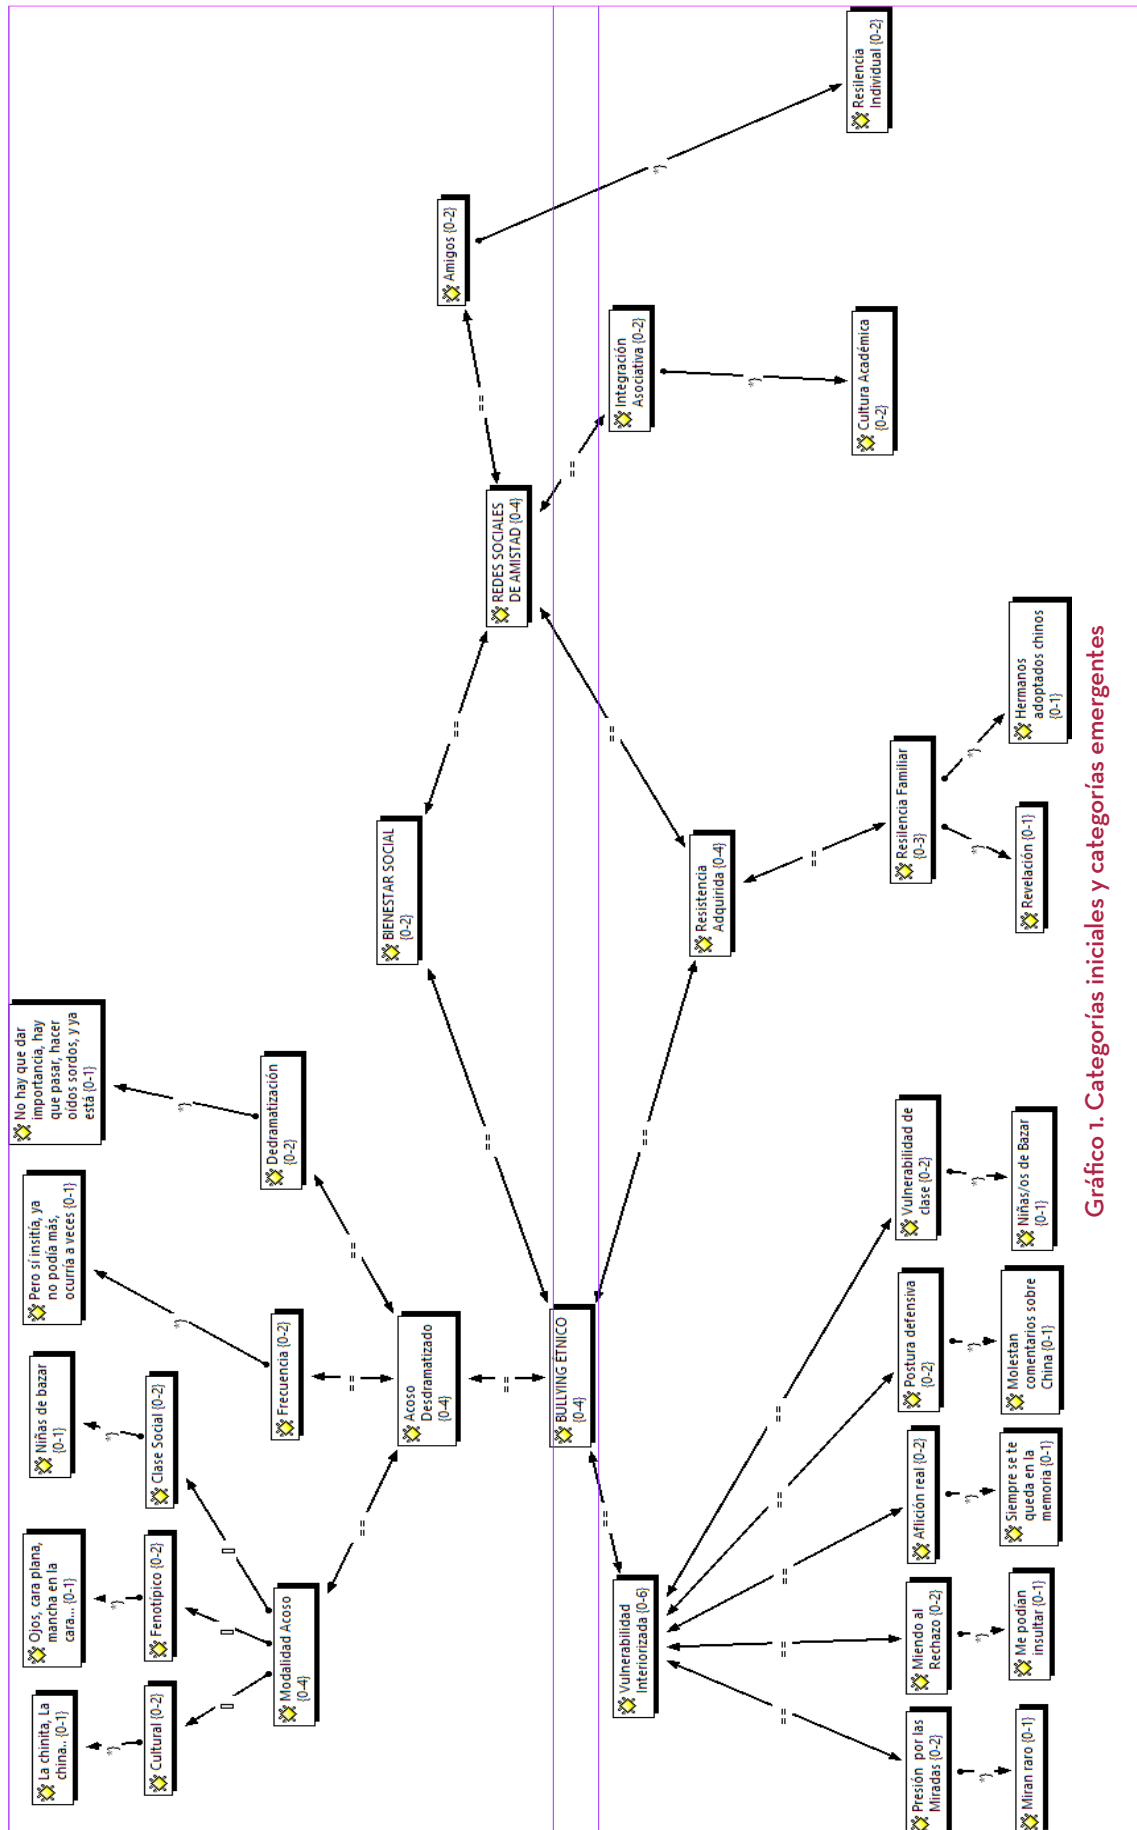 La chinita, La
china.. {0-1}
Ojos, cara plana,
mancha en la
cara... {0-1}
Niñas de bazar
{0-1}
Pero sí insitía, ya
no podía más,
ocurría a veces {0-1}
No hay que dar
importancia, hay
que pasar, hacer
oídos sordos, y ya
está {0-1}
Cultural {0-2}
Fenotípico {0-2}
Clase Social {0-2}
Frecuencia {0-2}
Dedramatización
{0-2}
Modalidad Acoso
{0-4}
Acoso
Desdramatizado
{0-4}
BIENESTAR SOCIAL
{0-2}
REDES SOCIALES
DE AMISTAD {0-4}
Amigos {0-2}
BULLYING ÉTNICO
{0-4}
Integración
Asociativa {0-2}
Vulnerabilidad
Interiorizada {0-6}
Resistencia
Adquirida {0-4}
Cultura Académica
{0-2}
Resilencia
Individual {0-2}
Presión por las
Miradas {0-2}
Miendo al
Rechazo {0-2}
Aflición real {0-2}
Postura defensiva
{0-2}
Vulnerabilidad de
clase {0-2}
Resilencia Familiar
{0-3}
Miran raro {0-1}
Me podían
insultar {0-1}
Siempre se te
queda en la
memoria {0-1}
Molestan
comentarios sobre
China {0-1}
Niñas/os de Bazar
{0-1}
Revelación {0-1}
Hermanos
adoptados chinos
{0-1}
Gráfico 1. Categorías iniciales y categorías emergentes